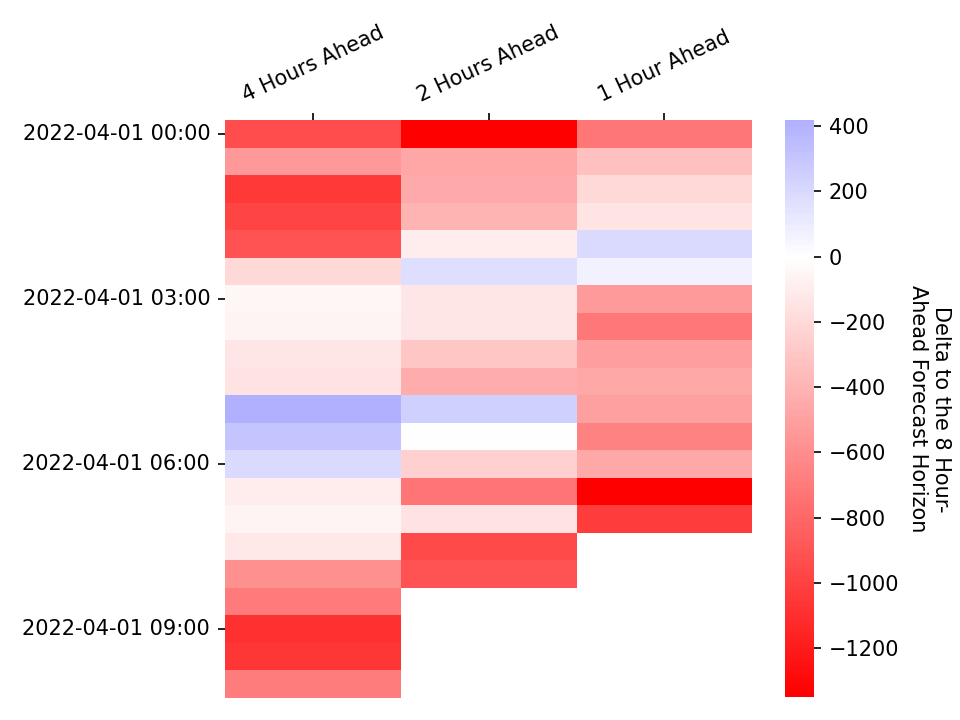 4 Hours Ahead
2 Hours Ahead
1 Hour Ahead
2022-04-01 00:00
2022-04-01 03:00
2022-04-01 06:00
2022-04-01 09:00
400
200
0
−200
−400
−600
−800
−1000
−1200
Delta to the 8 Hour-
Ahead Forecast Horizon